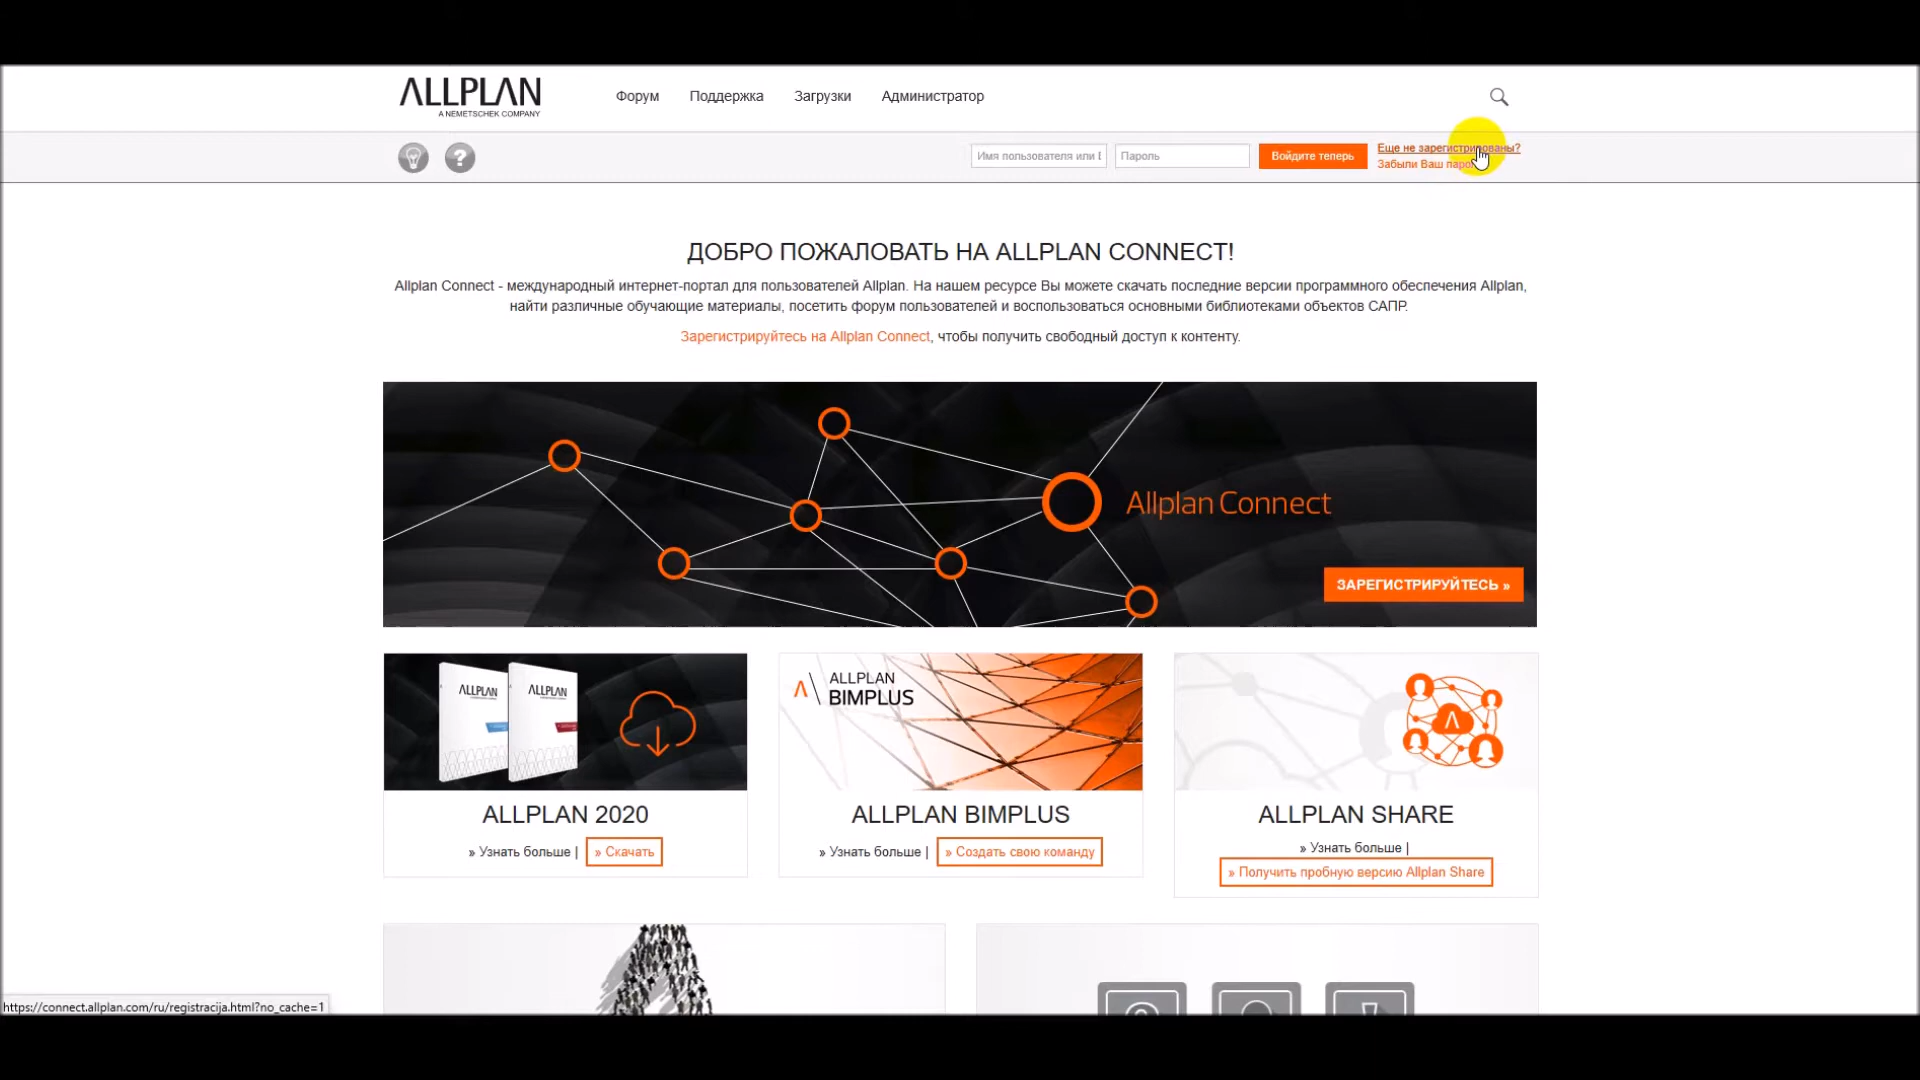 ALLPLAN
A NEMETSCHEK COMPANY
Форум
Поддержка
Загрузки
Администратор
?
Имя пользователя или
Пароль
Войдите теперь
Еще не зарегистрированы?
Забыли Ваш
ДОБРО ПОЖАЛОВАТЬ НА ALLPLAN CONNECT!
Allplan Connect - международный интернет-портал для пользователей Allplan. На нашем ресурсе Вы можете скачать последние версии программного обеспечения Allplan,
найти различные обучающие материалы, посетить форум пользователей и воспользоваться основными библиотеками объектов САПР.
Зарегистрируйтесь на Allplan Connect, чтобы получить свободный доступ к контенту.
Allplan Connect
ЗАРЕГИСТРИРУЙТЕСЬ »
ALLPLAN
ALLPLAN
ALLPLAN
BIMPLUS
ALLPLAN 2020
» Узнать больше |
» Скачать
ALLPLAN BIMPLUS
» Узнать больше |
» Создать свою команду
ALLPLAN SHARE
» Узнать больше |
» Получить пробную версию Allplan Share
https://connect.allplan.com/ru/registracija.html?no_cache=1